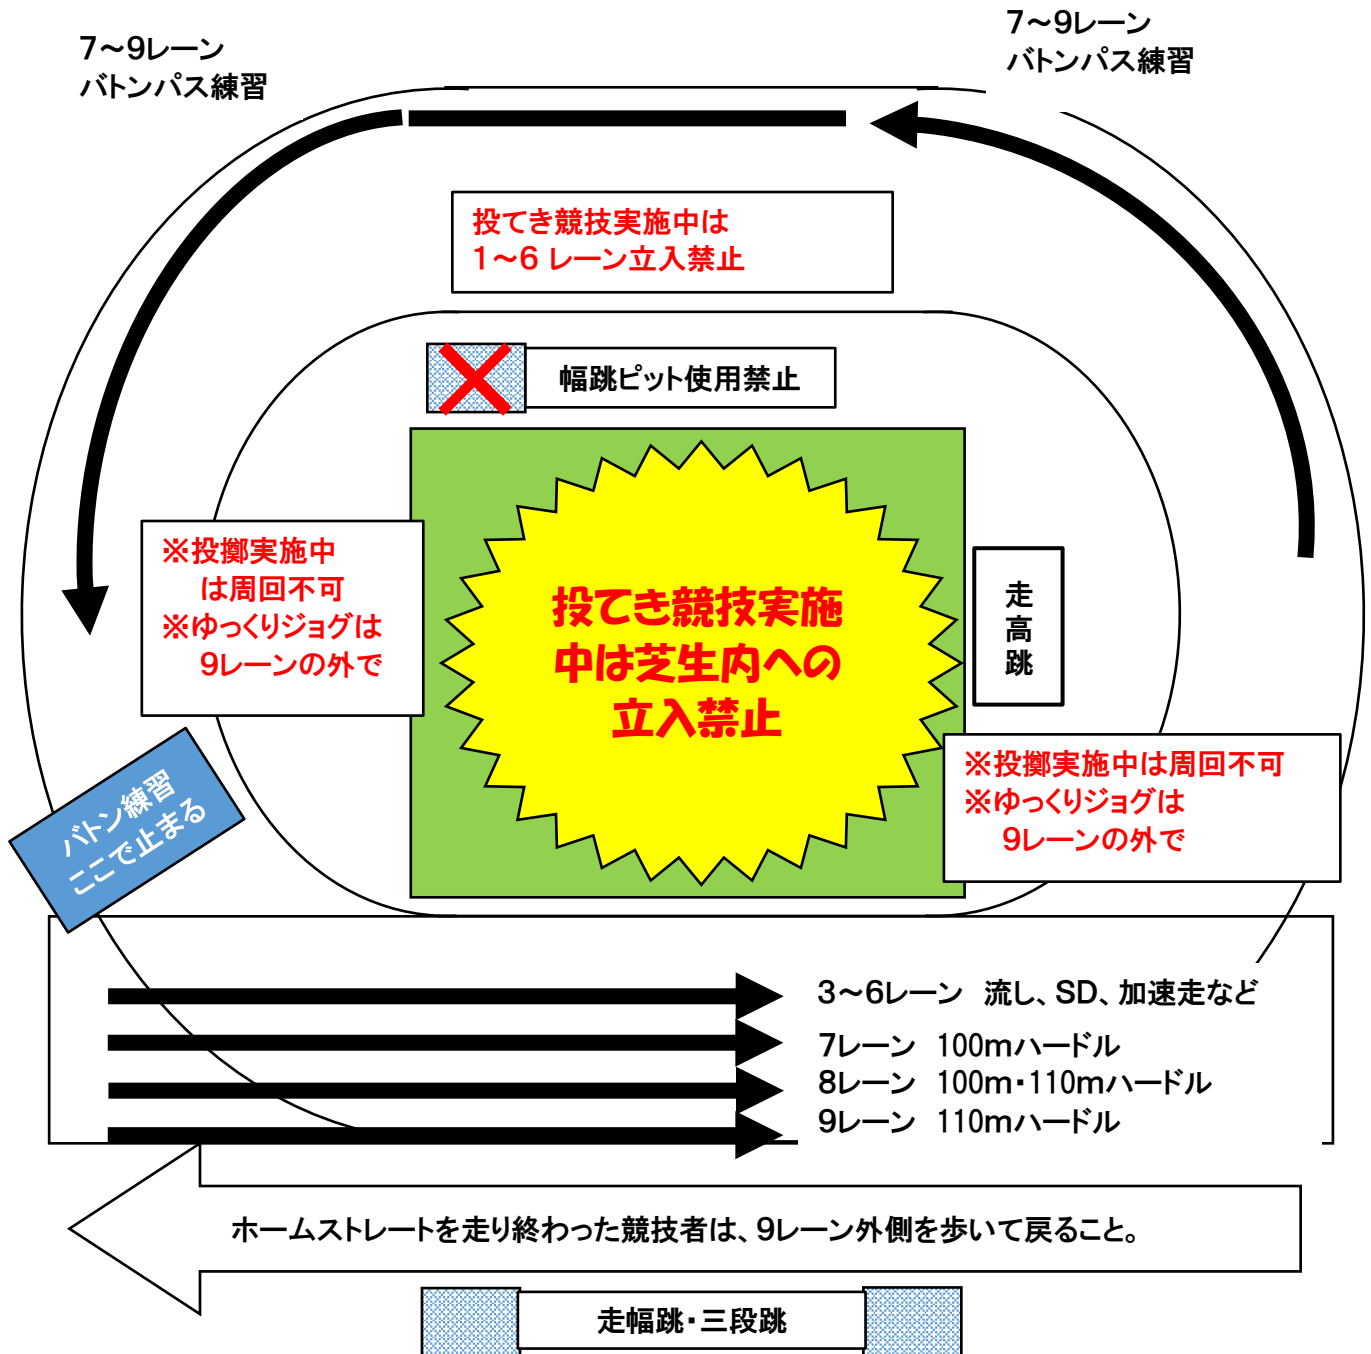 7～9レーン
バトンパス練習
7～9レーン
バトンパス練習
投てき競技実施中は
1～6 レーン立入禁止
幅跳ピット使用禁止
※投擲実施中
は周回不可
※ゆっくりジョグは
9レーンの外で
投てき競技実施
中は芝生内への
立入禁止
走高跳
※投擲実施中は周回不可
※ゆっくりジョグは
9レーンの外で
バトン練習
ここで止まる
3～6レーン　流し、SD、加速走など
7レーン　100mハードル
8レーン　100m・110mハードル
9レーン　110mハードル
ホームストレートを走り終わった競技者は、9レーン外側を歩いて戻ること。
走幅跳・三段跳